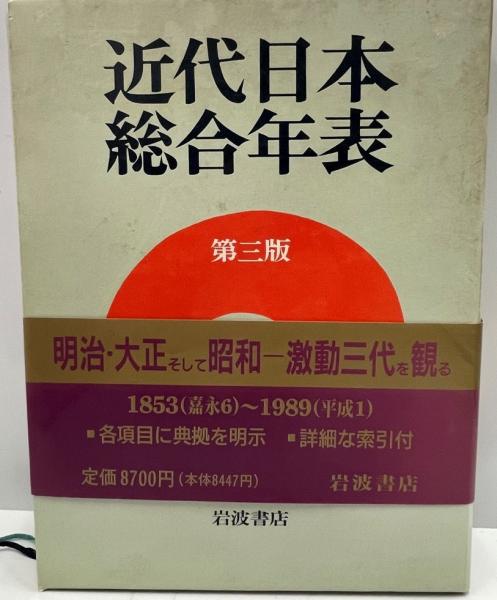 近代日本
総合年表
第三版
明治・大正そして昭和―激動三代を観る
1853(嘉永6)〜1989(平成1)
▪各項目に典拠を明示 ▪詳細な索引付
定価8700円(本体8447円) 岩波書店
岩波書店